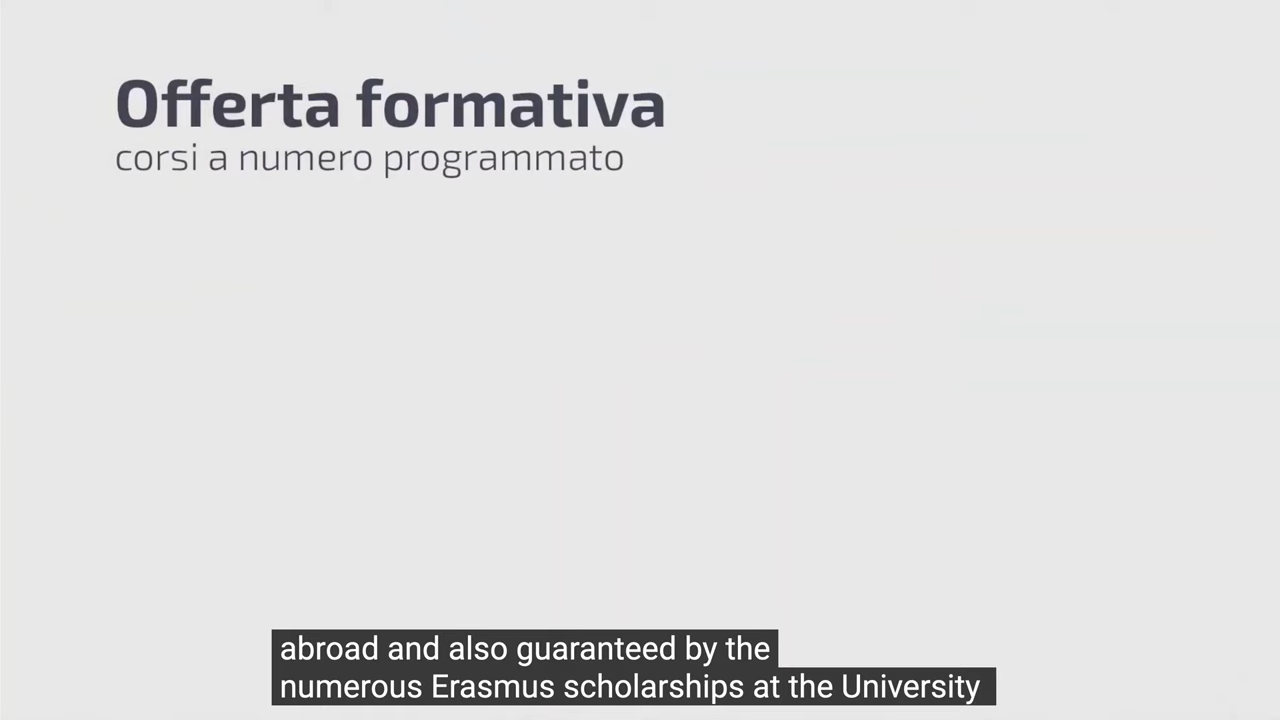 Offerta formativa
corsi a numero programmato
abroad and also guaranteed by the
numerous Erasmus scholarships at the University